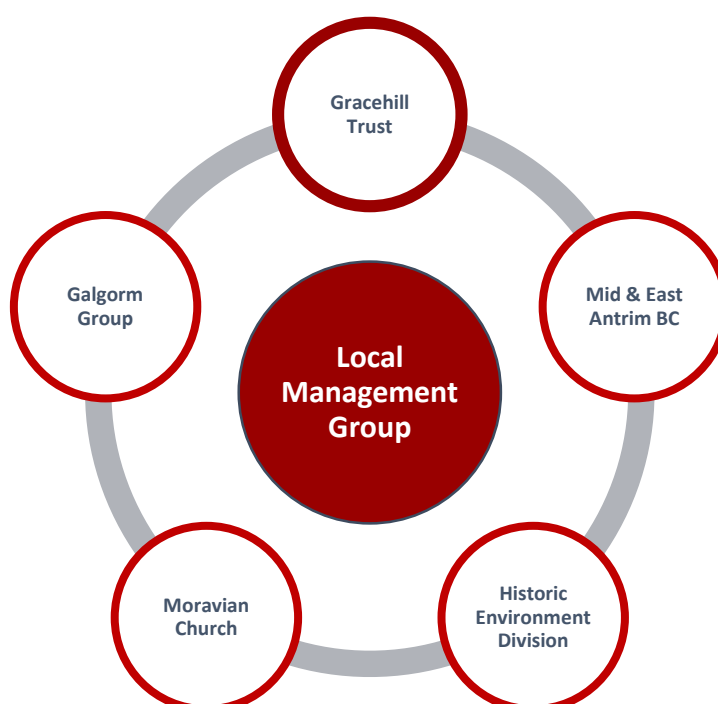 Gracehill
Trust
Galgorm
Group
Mid & East
Antrim BC
Local
Management
Group
Moravian
Church
Historic
Environment
Division